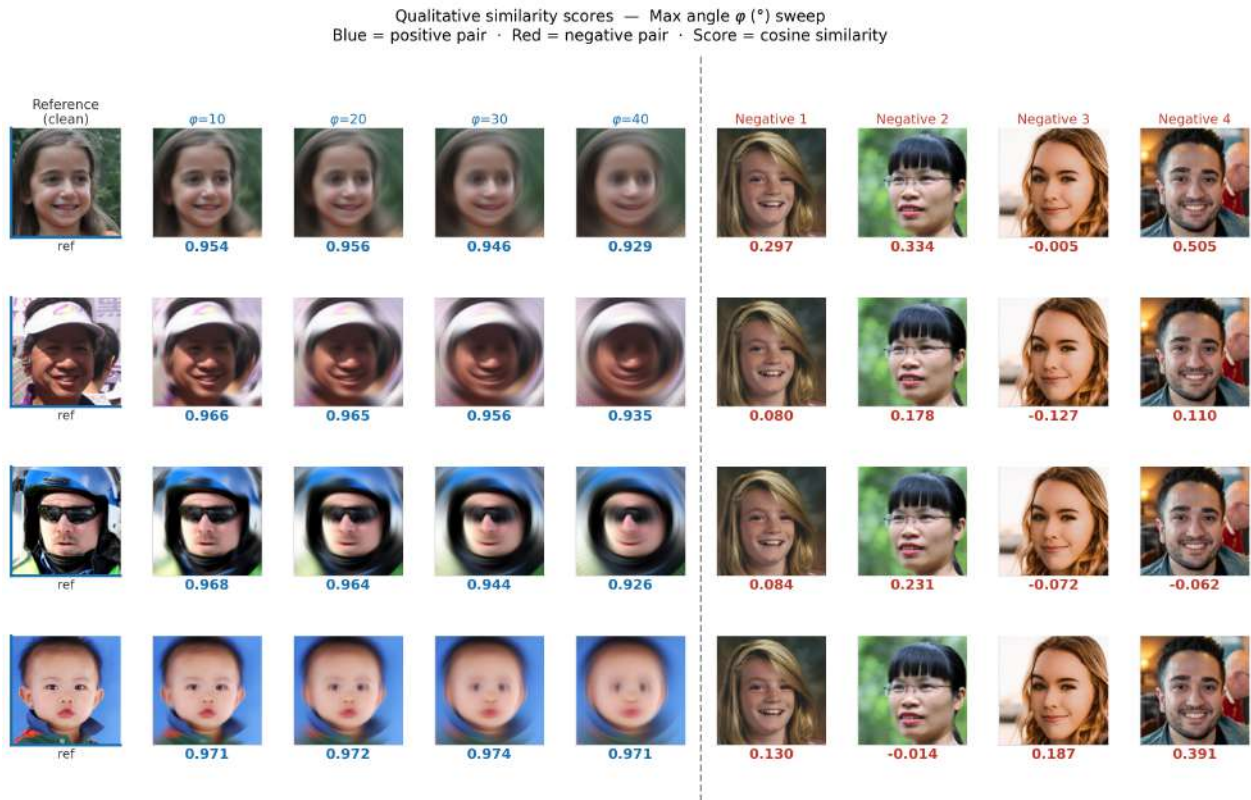 Qualitative similarity scores — Max angle φ (°) sweep
Blue = positive pair · Red = negative pair · Score = cosine similarity
Reference
(clean) φ=10 φ=20 φ=30 φ=40 Negative 1 Negative 2 Negative 3 Negative 4
ref 0.954 0.956 0.946 0.929 0.297 0.334 -0.005 0.505
ref 0.966 0.965 0.956 0.935 0.080 0.178 -0.127 0.110
ref 0.968 0.964 0.944 0.926 0.084 0.231 -0.072 -0.062
ref 0.971 0.972 0.974 0.971 0.130 -0.014 0.187 0.391